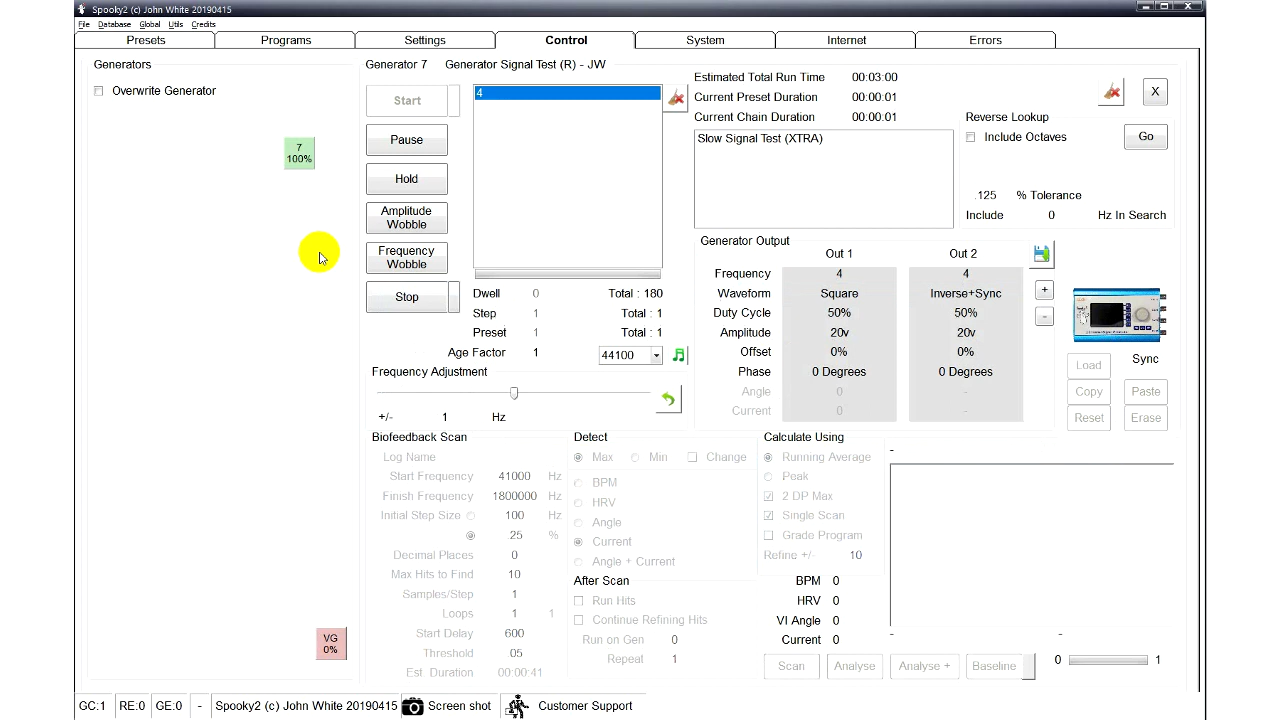 Spooky2 (c) John White 20190415
File Database Global Utils Credits
Presets Programs Settings Control System Internet Errors
Generators
Overwrite Generator
7
100%
VG
0%
Generator 7 Generator Signal Test (R) - JW
Start
Pause
Hold
Amplitude
Wobble
Frequency
Wobble
Stop
4
Dwell 0 Total : 180
Step 1 Total : 1
Preset 1 Total : 1
Age Factor 1 44100
Frequency Adjustment
+/- 1 Hz
Estimated Total Run Time 00:03:00
Current Preset Duration 00:00:01
Current Chain Duration 00:00:01
Slow Signal Test (XTRA)
X
Reverse Lookup
Include Octaves Go
.125 % Tolerance
Include 0 Hz In Search
Generator Output
Out 1 Out 2
Frequency 4 4
Waveform Square Inverse+Sync
Duty Cycle 50% 50%
Amplitude 20v 20v
Offset 0% 0%
Phase 0 Degrees 0 Degrees
Angle 0 -
Current 0 -
+
-
Sync
Load
Copy Paste
Reset Erase
Biofeedback Scan
Log Name
Start Frequency 41000 Hz
Finish Frequency 1800000 Hz
Initial Step Size 100 Hz
.25 %
Decimal Places 0
Max Hits to Find 10
Samples/Step 1
Loops 1 1
Start Delay 600
Threshold .05
Est. Duration 00:00:41
Detect
Max Min Change
BPM
HRV
Angle
Current
Angle + Current
After Scan
Run Hits
Continue Refining Hits
Run on Gen 0
Repeat 1
Calculate Using
Running Average
Peak
2 DP Max
Single Scan
Grade Program
Refine +/- 10
BPM 0
HRV 0
VI Angle 0
Current 0
-
- -
Scan Analyse Analyse + Baseline 0 1
GC:1 RE:0 GE:0 - Spooky2 (c) John White 20190415 Screen shot Customer Support